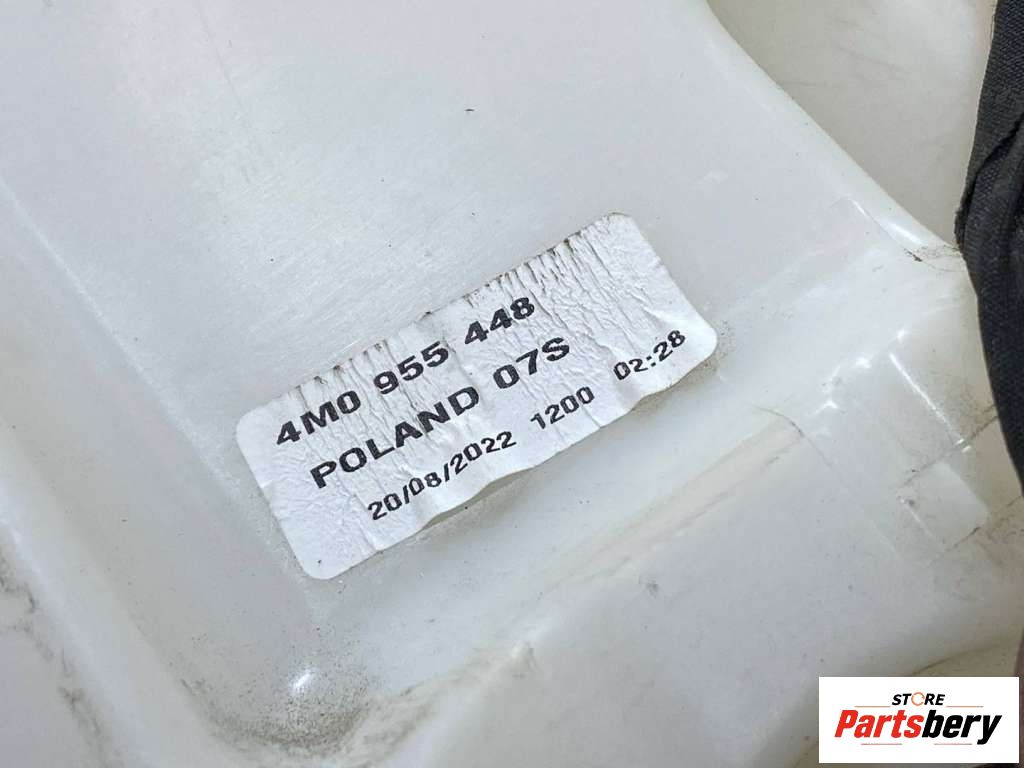 4M0 955 448
POLAND 07S
20/08/2022 1200 02:28
STORE
Partsbery